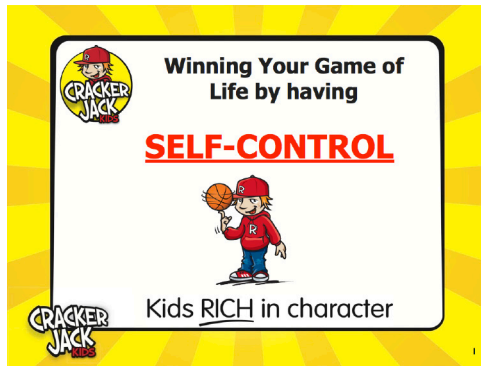 CRACKER
JACK
KIDS
Winning Your Game of
Life by having
SELF-CONTROL
R
R
Kids RICH in character
CRACKER
JACK
KIDS